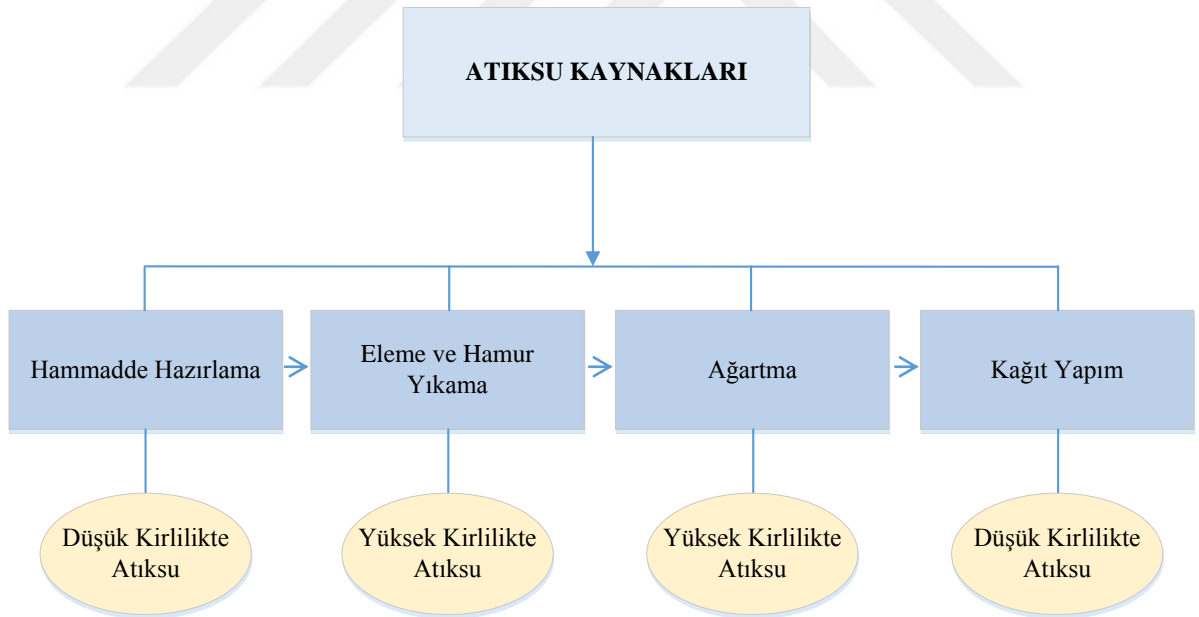 ATIKSU KAYNAKLARI
Hammadde Hazırlama
Eleme ve Hamur
Yıkama
Ağartma
Kağıt Yapım
Düşük Kirlilikte
Atıksu
Yüksek Kirlilikte
Atıksu
Yüksek Kirlilikte
Atıksu
Düşük Kirlilikte
Atıksu